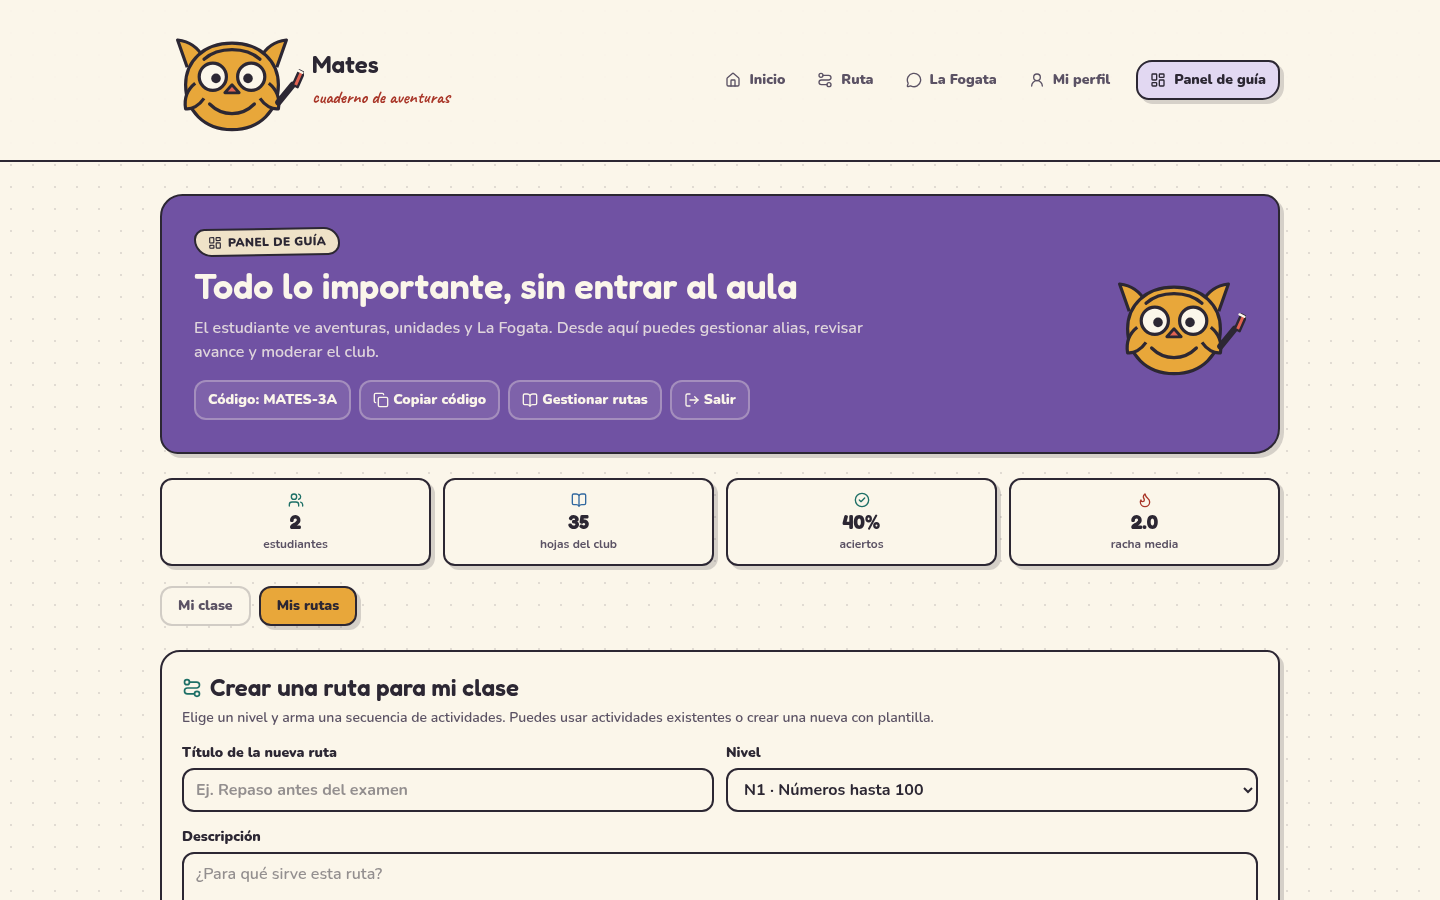 Mates
cuaderno de aventuras
Inicio
Ruta
La Fogata
Mi perfil
Panel de guía
PANEL DE GUÍA
Todo lo importante, sin entrar al aula
El estudiante ve aventuras, unidades y La Fogata. Desde aquí puedes gestionar alias, revisar
avance y moderar el club.
Código: MATES-3A
Copiar código
Gestionar rutas
Salir
2
estudiantes
35
hojas del club
40%
aciertos
2.0
racha media
Mi clase
Mis rutas
Crear una ruta para mi clase
Elige un nivel y arma una secuencia de actividades. Puedes usar actividades existentes o crear una nueva con plantilla.
Título de la nueva ruta
Nivel
Ej. Repaso antes del examen
N1 · Números hasta 100
Descripción
¿Para qué sirve esta ruta?